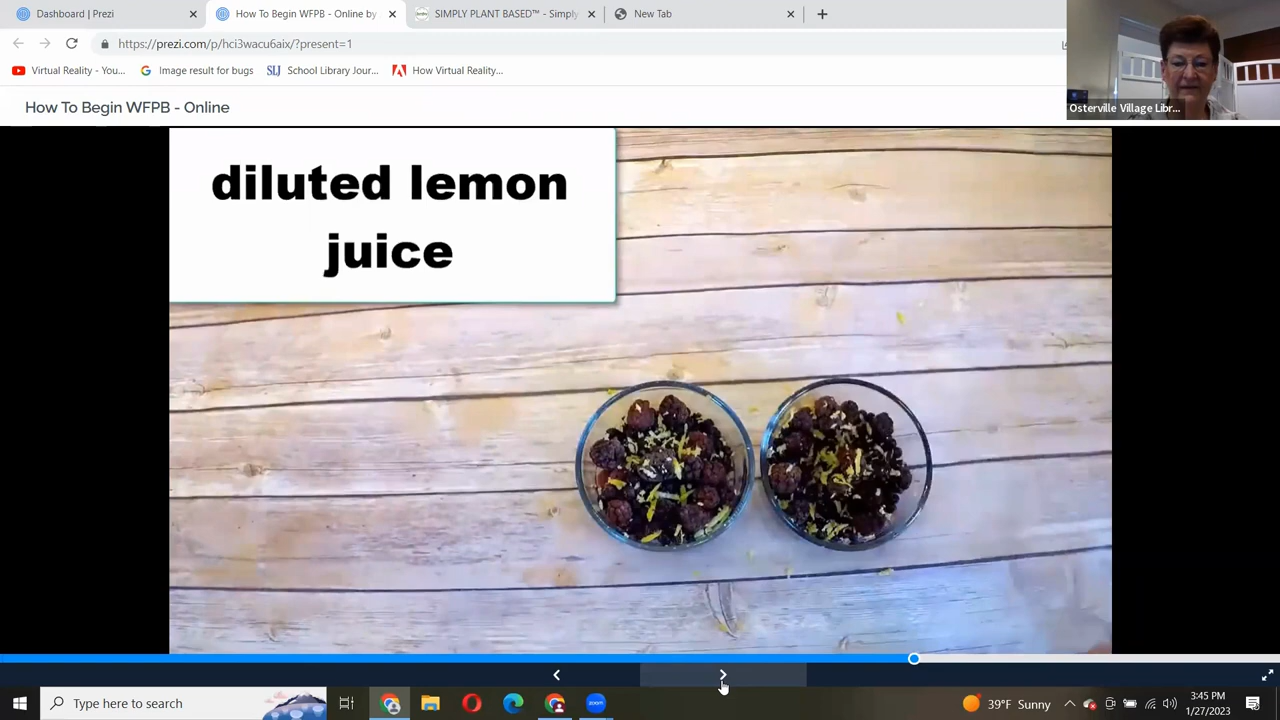 Dashboard | Prezi
How To Begin WFPB - Online by
SIMPLY PLANT BASED™ - Simply
New Tab
https://prezi.com/p/hci3wacu6aix/?present=1
Virtual Reality - You...
Image result for bugs
SLJ
School Library Jour...
How Virtual Reality...
How To Begin WFPB - Online
Osterville Village Libr...
diluted lemon
juice
Type here to search
zoom
39°F Sunny
3:45 PM
1/27/2023